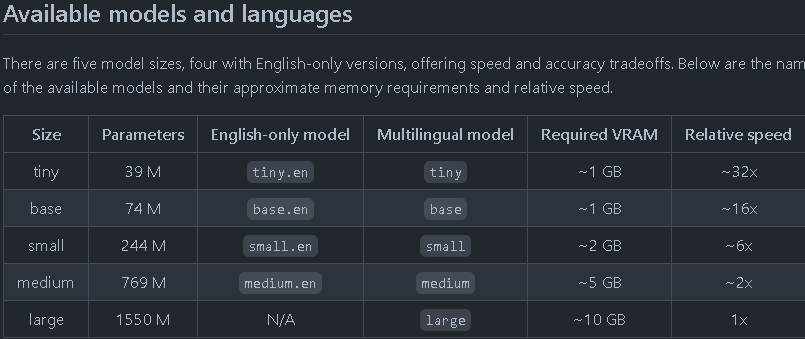 Available models and languages
There are five model sizes, four with English-only versions, offering speed and accuracy tradeoffs. Below are the nam
of the available models and their approximate memory requirements and relative speed.
Size Parameters English-only model Multilingual model Required VRAM Relative speed
tiny 39 M tiny.en tiny ~1 GB ~32x
base 74 M base.en base ~1 GB ~16x
small 244 M small.en small ~2 GB ~6x
medium 769 M medium.en medium ~5 GB ~2x
large 1550 M N/A large ~10 GB 1x